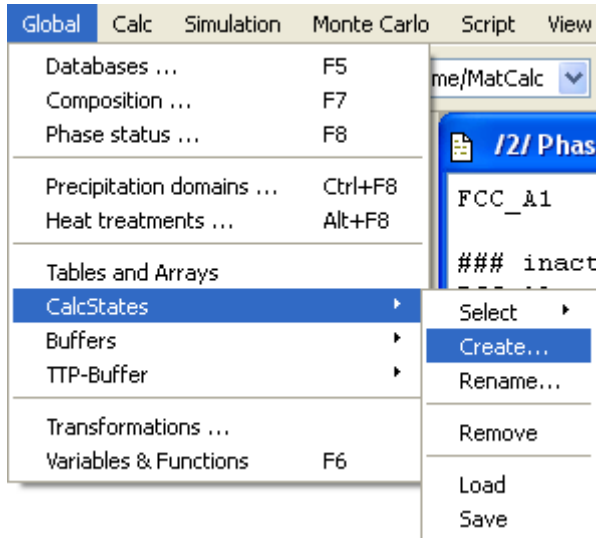 Global Calc Simulation Monte Carlo Script View
Databases ... F5
me/MatCalc
Composition ... F7
Phase status ... F8
/2/ Phas
Precipitation domains ... Ctrl+F8
FCC_A1
Heat treatments ... Alt+F8
### inact
Tables and Arrays
CalcStates
Select
Buffers
Create...
TTP-Buffer
Rename...
Transformations ...
Remove
Variables & Functions F6
Load
Save